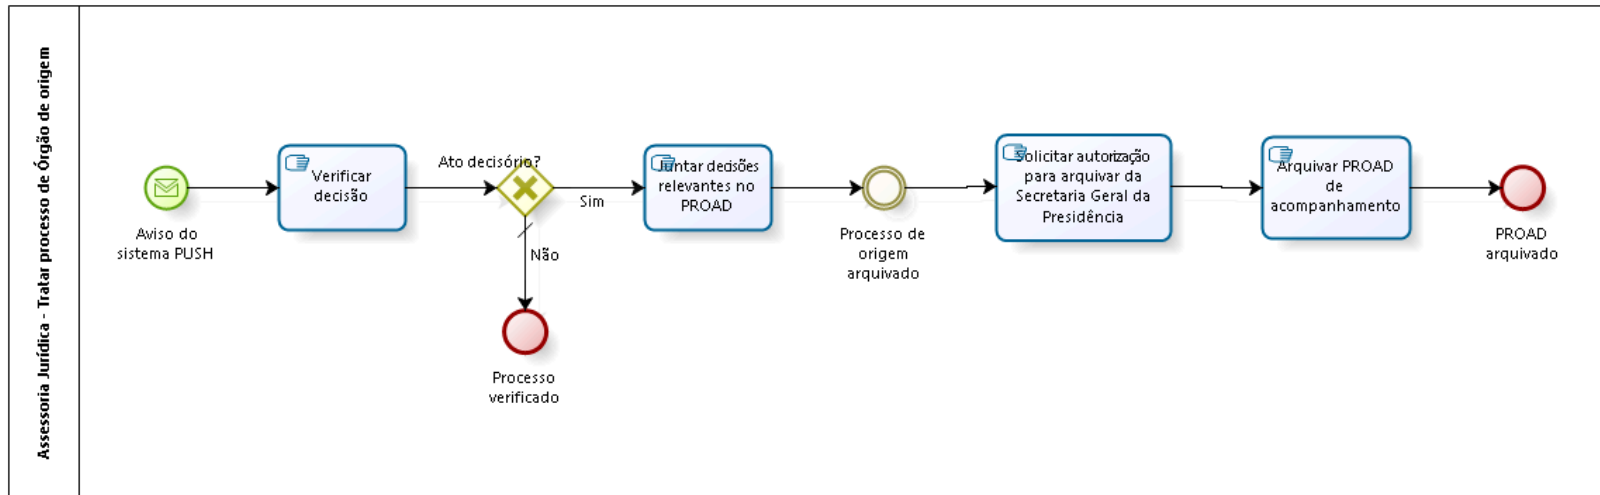 Assessoria Jurídica - Tratar processo de Órgão de origem
Aviso do
sistema PUSH
Verificar
decisão
Ato decisório?
Sim
Não
Processo
verificado
Juntar decisões
relevantes no
PROAD
Processo de
origem
arquivado
Solicitar autorização
para arquivar da
Secretaria Geral da
Presidência
Arquivar PROAD
de
acompanhamento
PROAD
arquivado